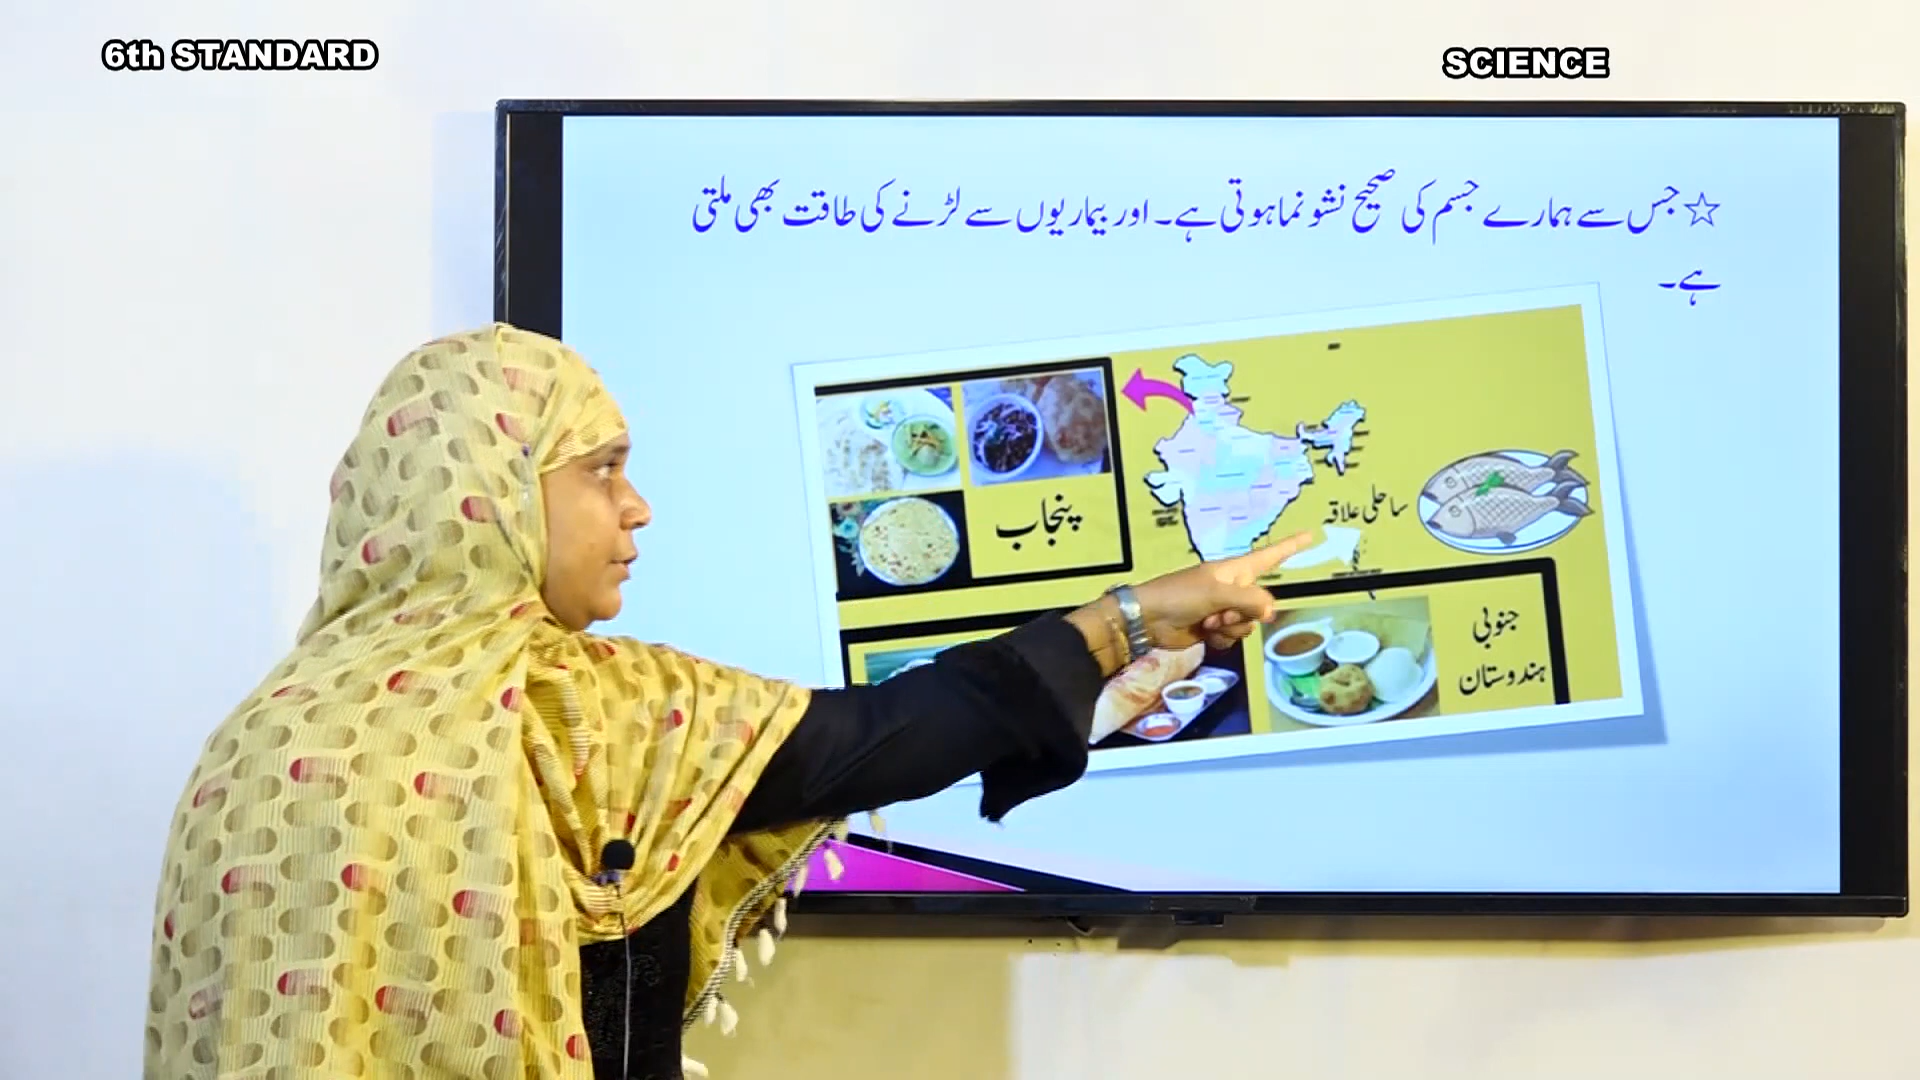 6th STANDARD
SCIENCE
☆ جس سے ہمارے جسم کی صحیح نشو نما ہوتی ہے۔ اور بیماریوں سے لڑنے کی طاقت بھی ملتی
ہے۔
پنجاب
ساحلی علاقہ
جنوبی
ہندوستان